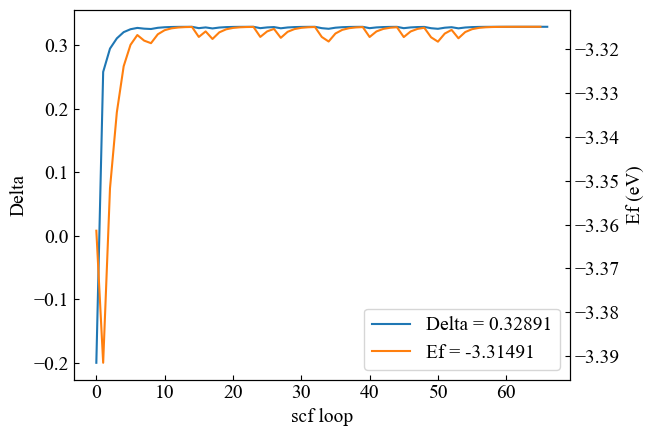 0.3
0.2
0.1
0.0
−0.1
−0.2
Delta
−3.32
−3.33
−3.34
−3.35
−3.36
−3.37
−3.38
−3.39
Ef (eV)
Delta = 0.32891
Ef = -3.31491
0 10 20 30 40 50 60
scf loop